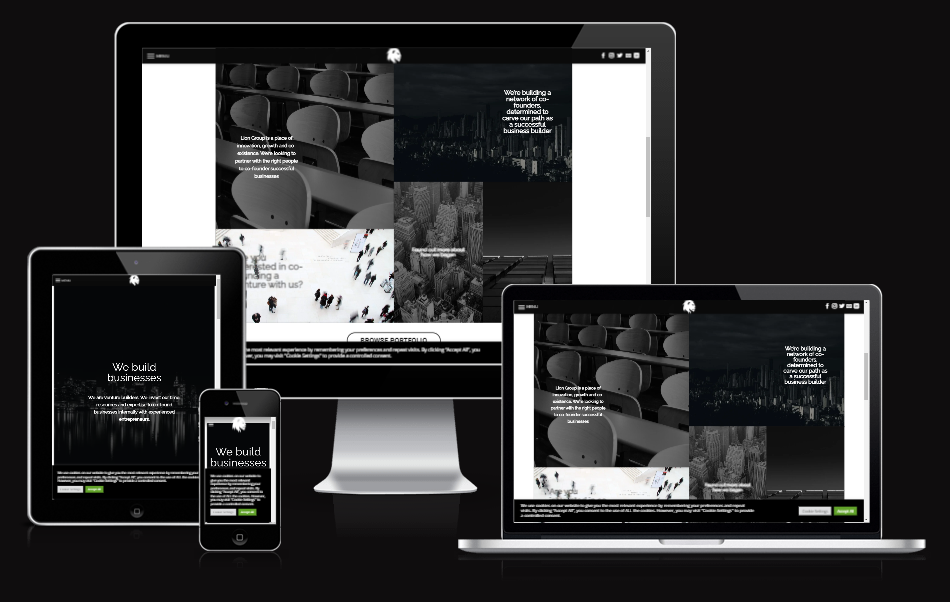 MENU
Lion Group is a place of
innovation, growth and co-
existence. We're looking to
partner with the right people
to co-founder successful
businesses
We're building a
network of co-
founders,
determined to
carve our path as
a successful
business builder
Found out more about
how we began
you
in co-
a
with us?
BROWSE PORTFOLIO
most relevant experience by remembering your preferences and repeat visits. By clicking "Accept All", you
you may visit "Cookie Settings" to provide a controlled consent.
MENU
We build
businesses
We are Venture Builders. We invest our time,
resources and expertise to co-found
businesses internally with experienced
entrepreneurs.
We use cookies on our website to give you the most relevant experience by remembering your
preferences and repeat visits. By clicking "Accept All", you consent to the use of ALL the cookies.
However, you may visit "Cookie Settings" to provide a controlled consent.
Cookie Settings
Accept All
We build
businesses
We use cookies on our website to
give you the most relevant
experience by remembering your
preferences and repeat visits. By
clicking "Accept All", you consent to
the use of ALL the cookies.
However, you may visit "Cookie
Settings" to provide a controlled
consent.
Cookie Settings
Accept All
MENU
Lion Group is a place of
innovation, growth and co-
existence. We're looking to
partner with the right people
to co-founder successful
businesses
We're building a
network of co-
founders,
determined to
carve our path as
a successful
business builder
Found out more about
how we began
We use cookies on our website to give you the most relevant experience by remembering your preferences and repeat
visits. By clicking "Accept All", you consent to the use of ALL the cookies. However, you may visit "Cookie Settings" to provide
a controlled consent.
Cookie Settings
Accept All